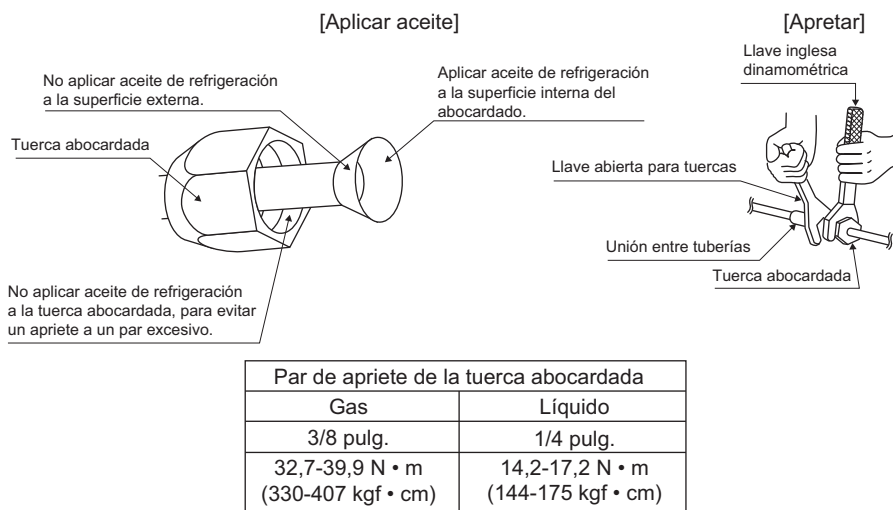 [Aplicar aceite]
No aplicar aceite de refrigeración
a la superficie externa.
Aplicar aceite de refrigeración
a la superficie interna del
abocardado.
Tuerca abocardada
No aplicar aceite de refrigeración
a la tuerca abocardada, para evitar
un apriete a un par excesivo.
[Apretar]
Llave inglesa
dinamométrica
Llave abierta para tuercas
Unión entre tuberías
Tuerca abocardada
Par de apriete de la tuerca abocardada
Gas Líquido
3/8 pulg. 1/4 pulg.
32,7-39,9 N • m 14,2-17,2 N • m
(330-407 kgf • cm) (144-175 kgf • cm)